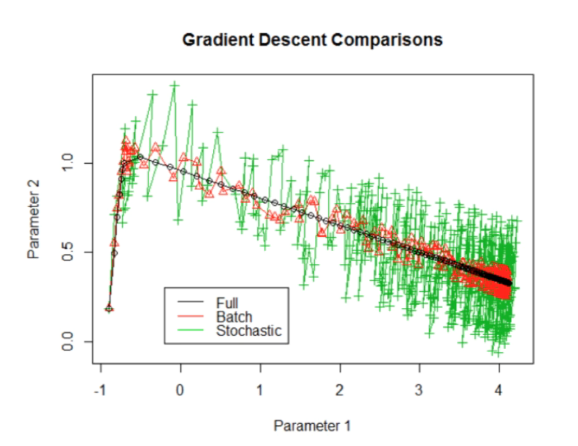 Gradient Descent Comparisons
Parameter 2
1.0
0.5
0.0
Full
Batch
Stochastic
-1 0 1 2 3 4
Parameter 1